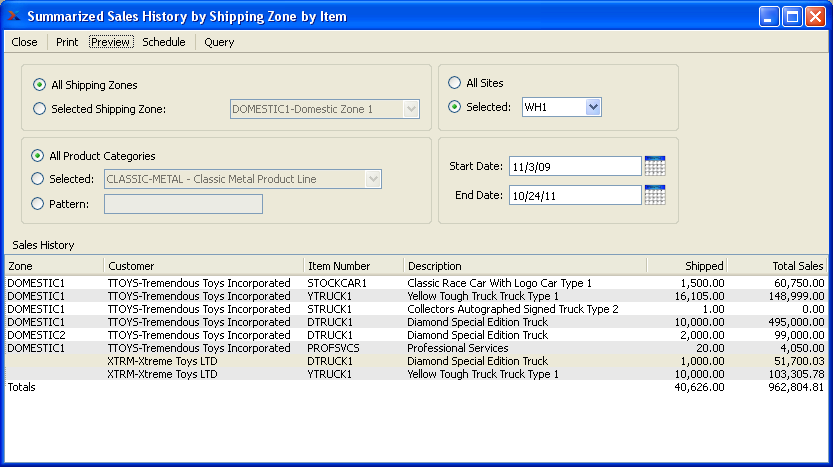 Summarized Sales History by Shipping Zone by Item
Close Print Preview Schedule Query
All Shipping Zones
Selected Shipping Zone: DOMESTIC1-Domestic Zone 1
All Sites
Selected: WH1
All Product Categories
Selected: CLASSIC-METAL - Classic Metal Product Line
Pattern:
Start Date: 11/3/09
End Date: 10/24/11
Sales History
Zone Customer Item Number Description Shipped Total Sales
DOMESTIC1 TTOYS-Tremendous Toys Incorporated STOCKCAR1 Classic Race Car With Logo Car Type 1 1,500.00 60,750.00
DOMESTIC1 TTOYS-Tremendous Toys Incorporated YTRUCK1 Yellow Tough Truck Truck Type 1 16,105.00 148,999.00
DOMESTIC1 TTOYS-Tremendous Toys Incorporated STRUCK1 Collectors Autographed Signed Truck Type 2 1.00 0.00
DOMESTIC1 TTOYS-Tremendous Toys Incorporated DTRUCK1 Diamond Special Edition Truck 10,000.00 495,000.00
DOMESTIC2 TTOYS-Tremendous Toys Incorporated DTRUCK1 Diamond Special Edition Truck 2,000.00 99,000.00
DOMESTIC1 TTOYS-Tremendous Toys Incorporated PROFSVCS Professional Services 20.00 4,050.00
XTRM-Xtreme Toys LTD DTRUCK1 Diamond Special Edition Truck 1,000.00 51,700.03
XTRM-Xtreme Toys LTD YTRUCK1 Yellow Tough Truck Truck Type 1 10,000.00 103,305.78
Totals 40,626.00 962,804.81